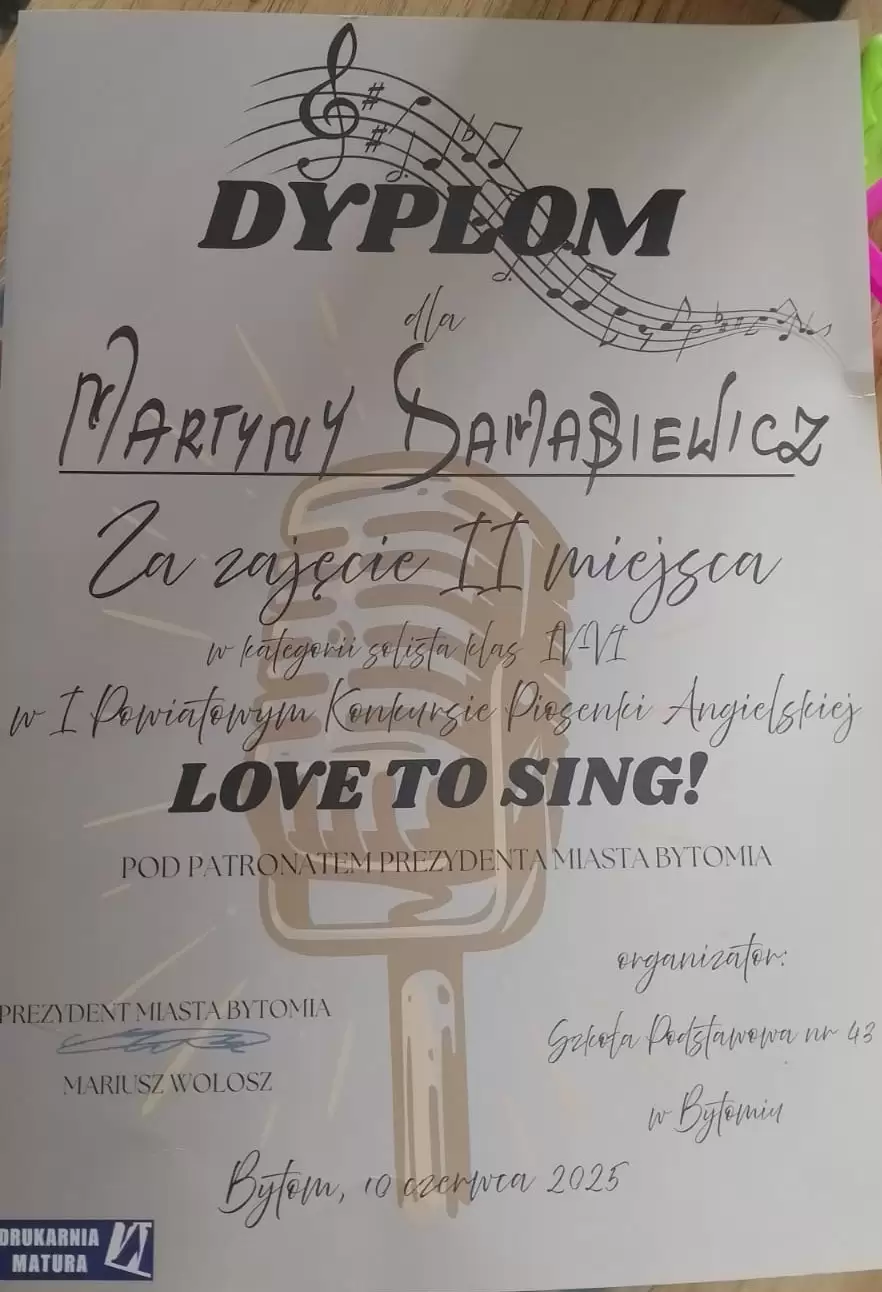 DYPLOM
dla
MARTYNY DAMASIEWICZ
Za zajęcie II miejsca
w kategorii solista klas IV-VI
w I Powiatowym Konkursie Piosenki Angielskiej
LOVE TO SING!
POD PATRONATEM PREZYDENTA MIASTA BYTOMIA
organizator:
PREZYDENT MIASTA BYTOMIA
Szkoła Podstawowa nr 43
MARIUSZ WOLOSZ
w Bytomiu
Bytom, 10 czerwca 2025
DRUKARNIA
MATURA